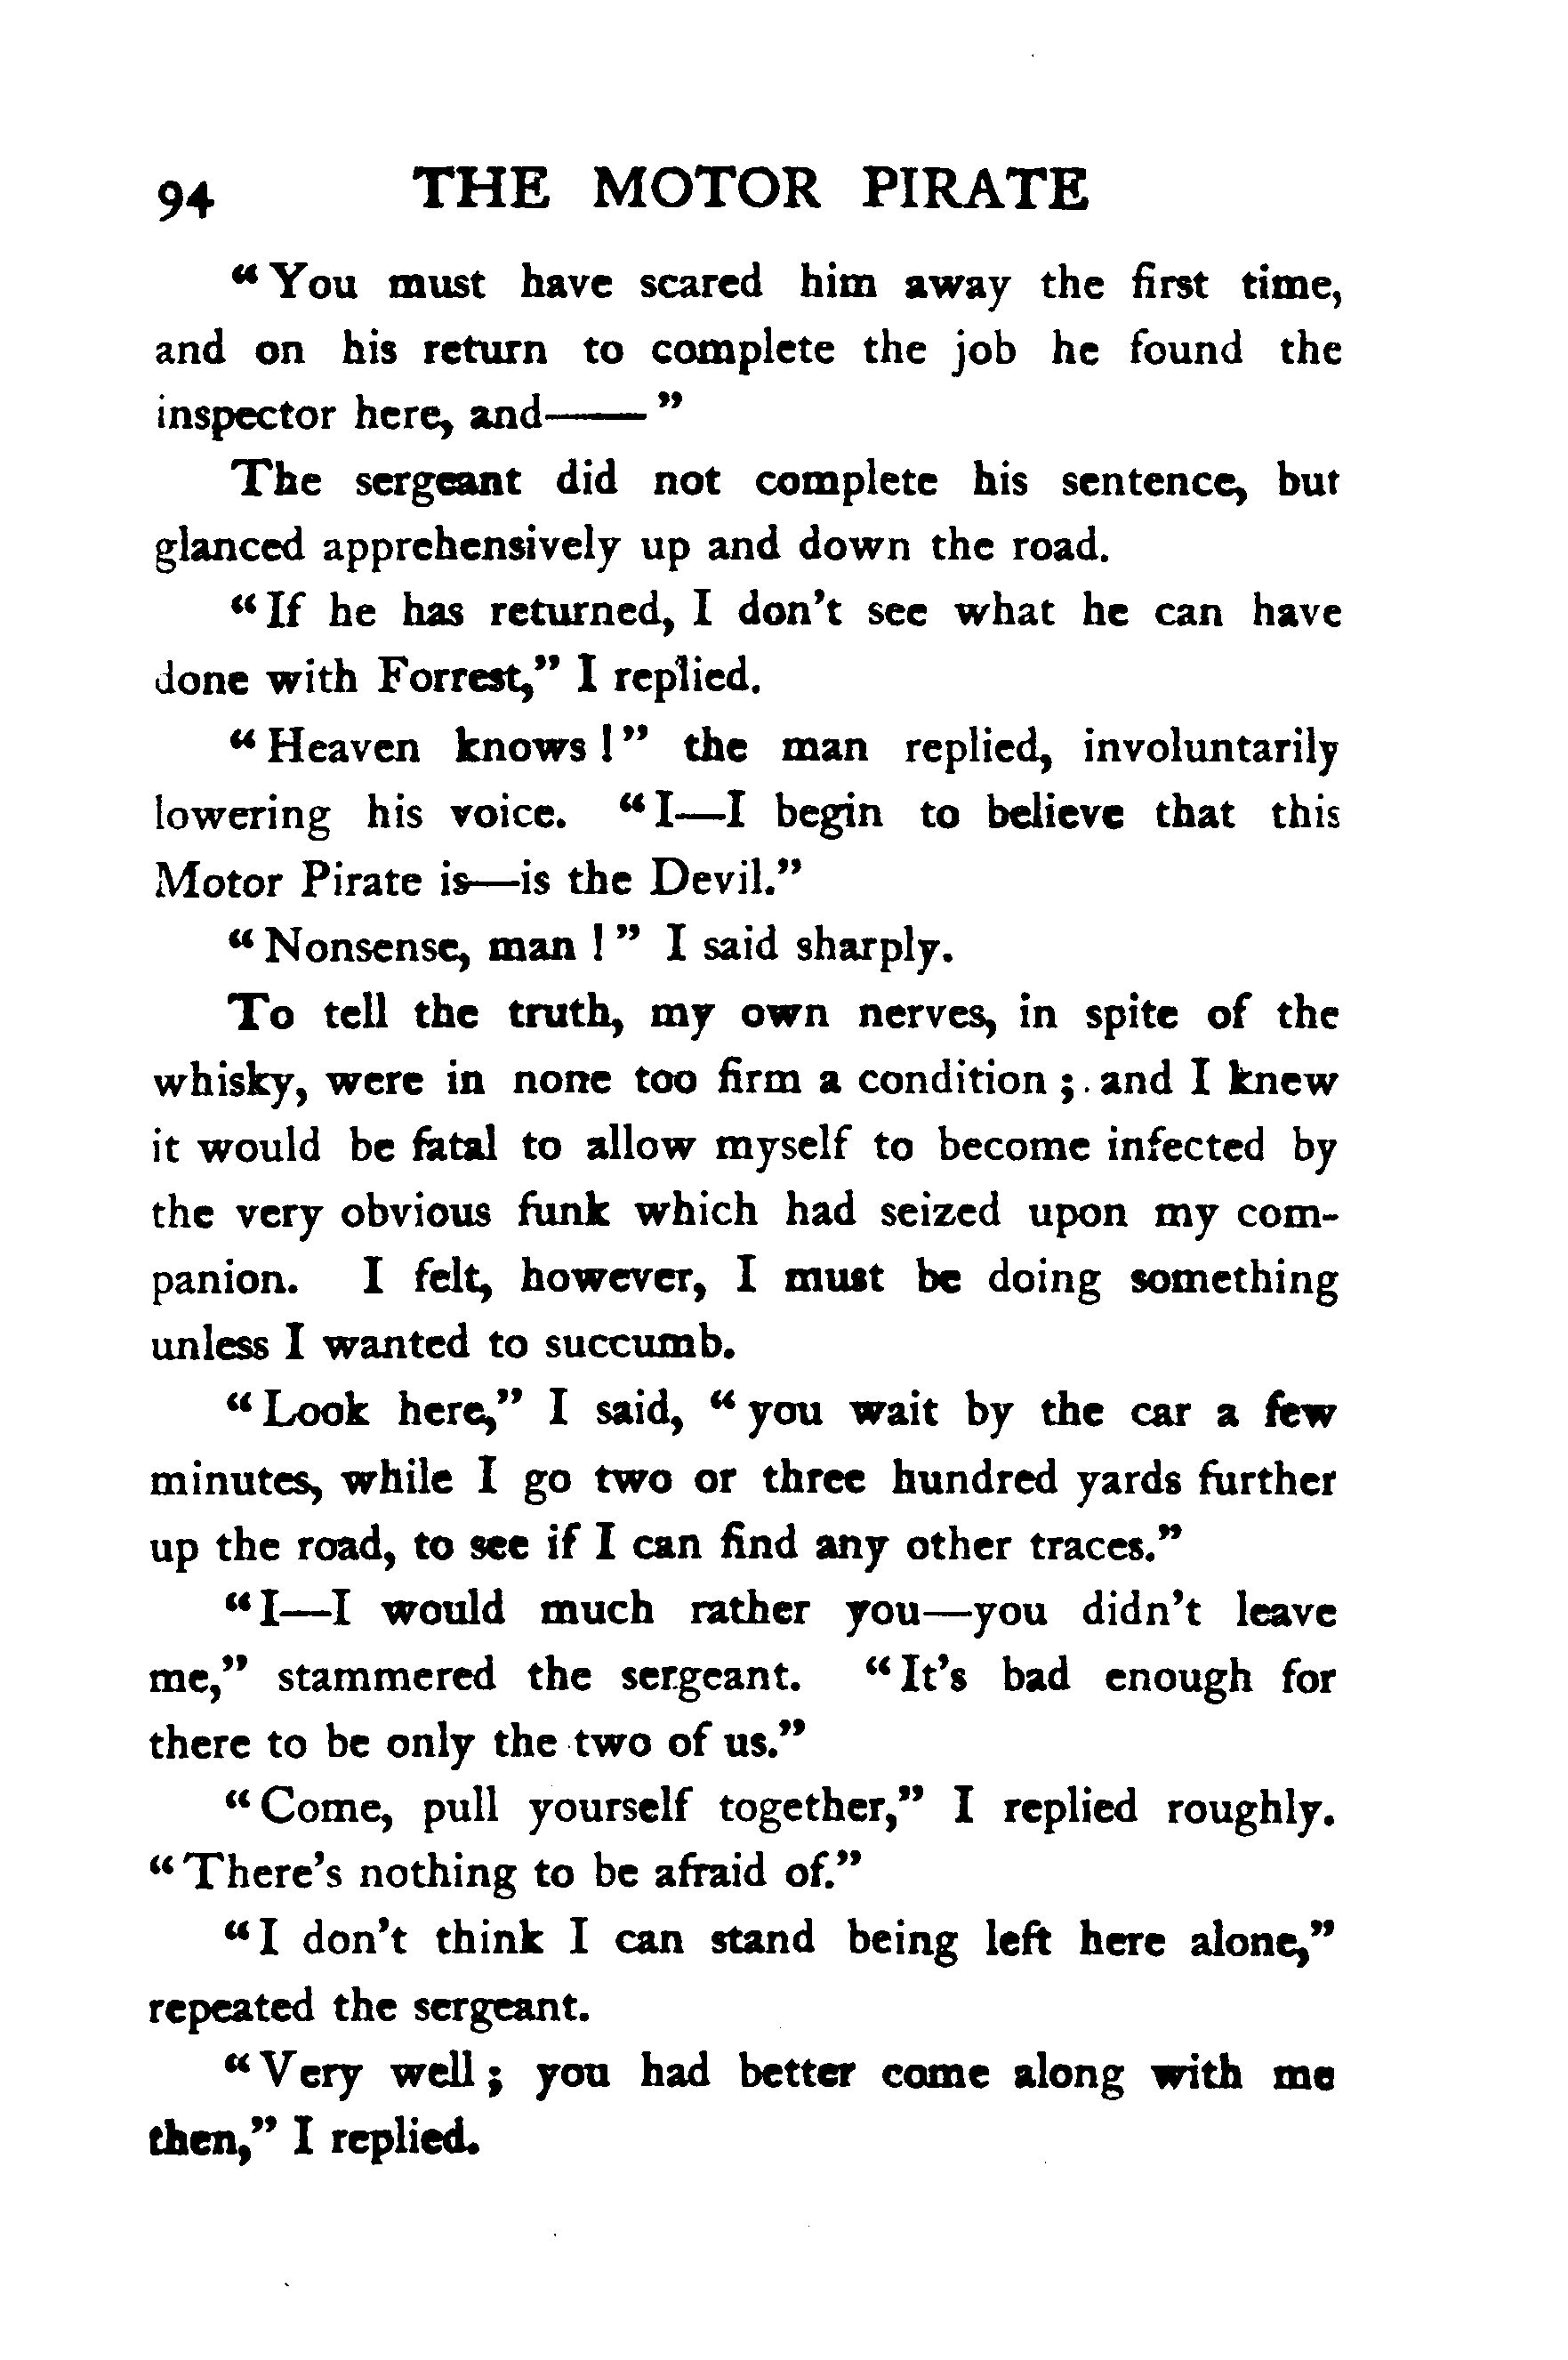 94 THE MOTOR PIRATE
“You must have scared him away the first time,
and on his return to complete the job he found the
inspector here, and——”
The sergeant did not complete his sentence, but
glanced apprehensively up and down the road.
“If he has returned, I don’t see what he can have
done with Forrest,” I replied.
“Heaven knows!” the man replied, involuntarily
lowering his voice. “I—I begin to believe that this
Motor Pirate is—is the Devil.”
“Nonsense, man!” I said sharply.
To tell the truth, my own nerves, in spite of the
whisky, were in none too firm a condition; and I knew
it would be fatal to allow myself to become infected by
the very obvious funk which had seized upon my com-
panion. I felt, however, I must be doing something
unless I wanted to succumb.
“Look here,” I said, “you wait by the car a few
minutes, while I go two or three hundred yards further
up the road, to see if I can find any other traces.”
“I—I would much rather you—you didn’t leave
me,” stammered the sergeant. “It’s bad enough for
there to be only the two of us.”
“Come, pull yourself together,” I replied roughly.
“There’s nothing to be afraid of.”
“I don’t think I can stand being left here alone,”
repeated the sergeant.
“Very well; you had better come along with me
then,” I replied.